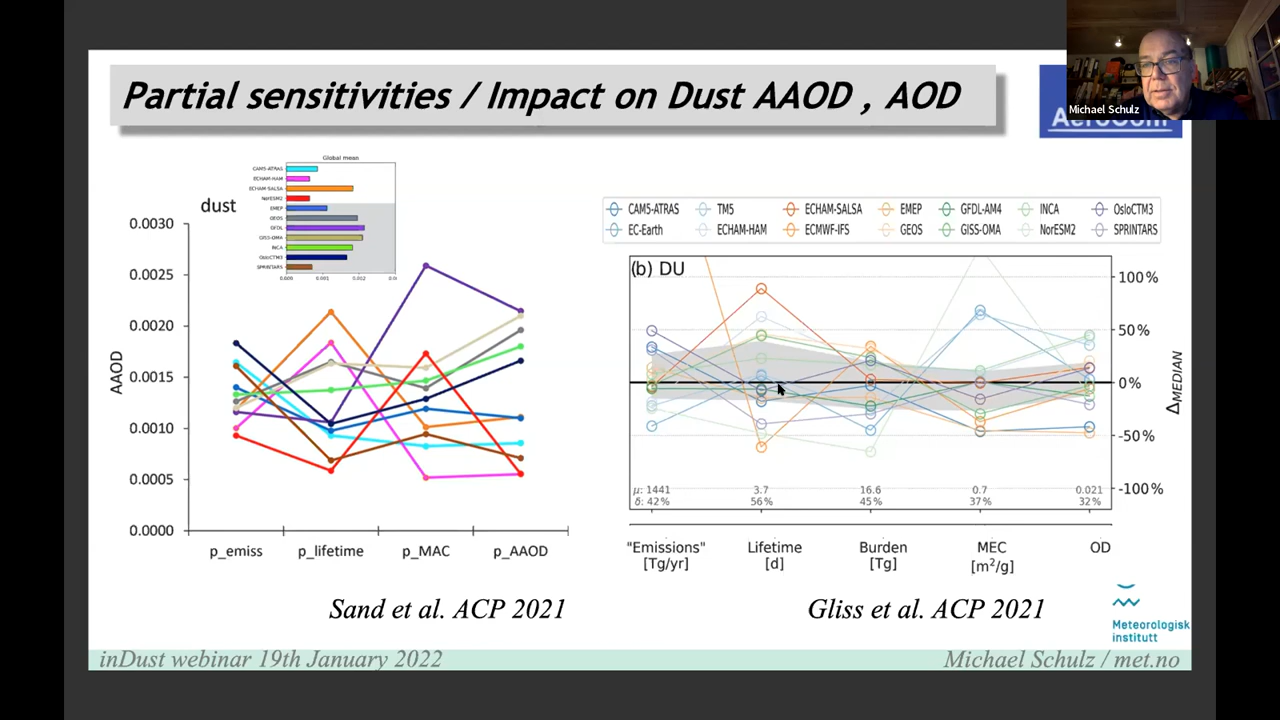 Partial sensitivities / Impact on Dust AAOD , AOD
Michael Schulz
AeroCom
Global mean
CAM5-ATRAS
ECHAM-HAM
ECHAM-SALSA
NorESM2
EMEP
GEOS
GFDL
GISS-OMA
INCA
OsloCTM3
SPRINTARS
0.000 0.001 0.002
dust
0.0030
0.0025
0.0020
0.0015
0.0010
0.0005
0.0000
AAOD
p_emiss p_lifetime p_MAC p_AAOD
CAM5-ATRAS TM5 ECHAM-SALSA EMEP GFDL-AM4 INCA OsloCTM3
EC-Earth ECHAM-HAM ECMWF-IFS GEOS GISS-OMA NorESM2 SPRINTARS
(b) DU
100%
50%
0%
-50%
-100%
ΔMEDIAN
μ: 1441 3.7 16.6 0.7 0.021
δ: 42% 56% 45% 37% 32%
"Emissions" Lifetime Burden MEC OD
[Tg/yr] [d] [Tg] [m²/g]
Sand et al. ACP 2021
Gliss et al. ACP 2021
Meteorologisk
institutt
inDust webinar 19th January 2022
Michael Schulz / met.no